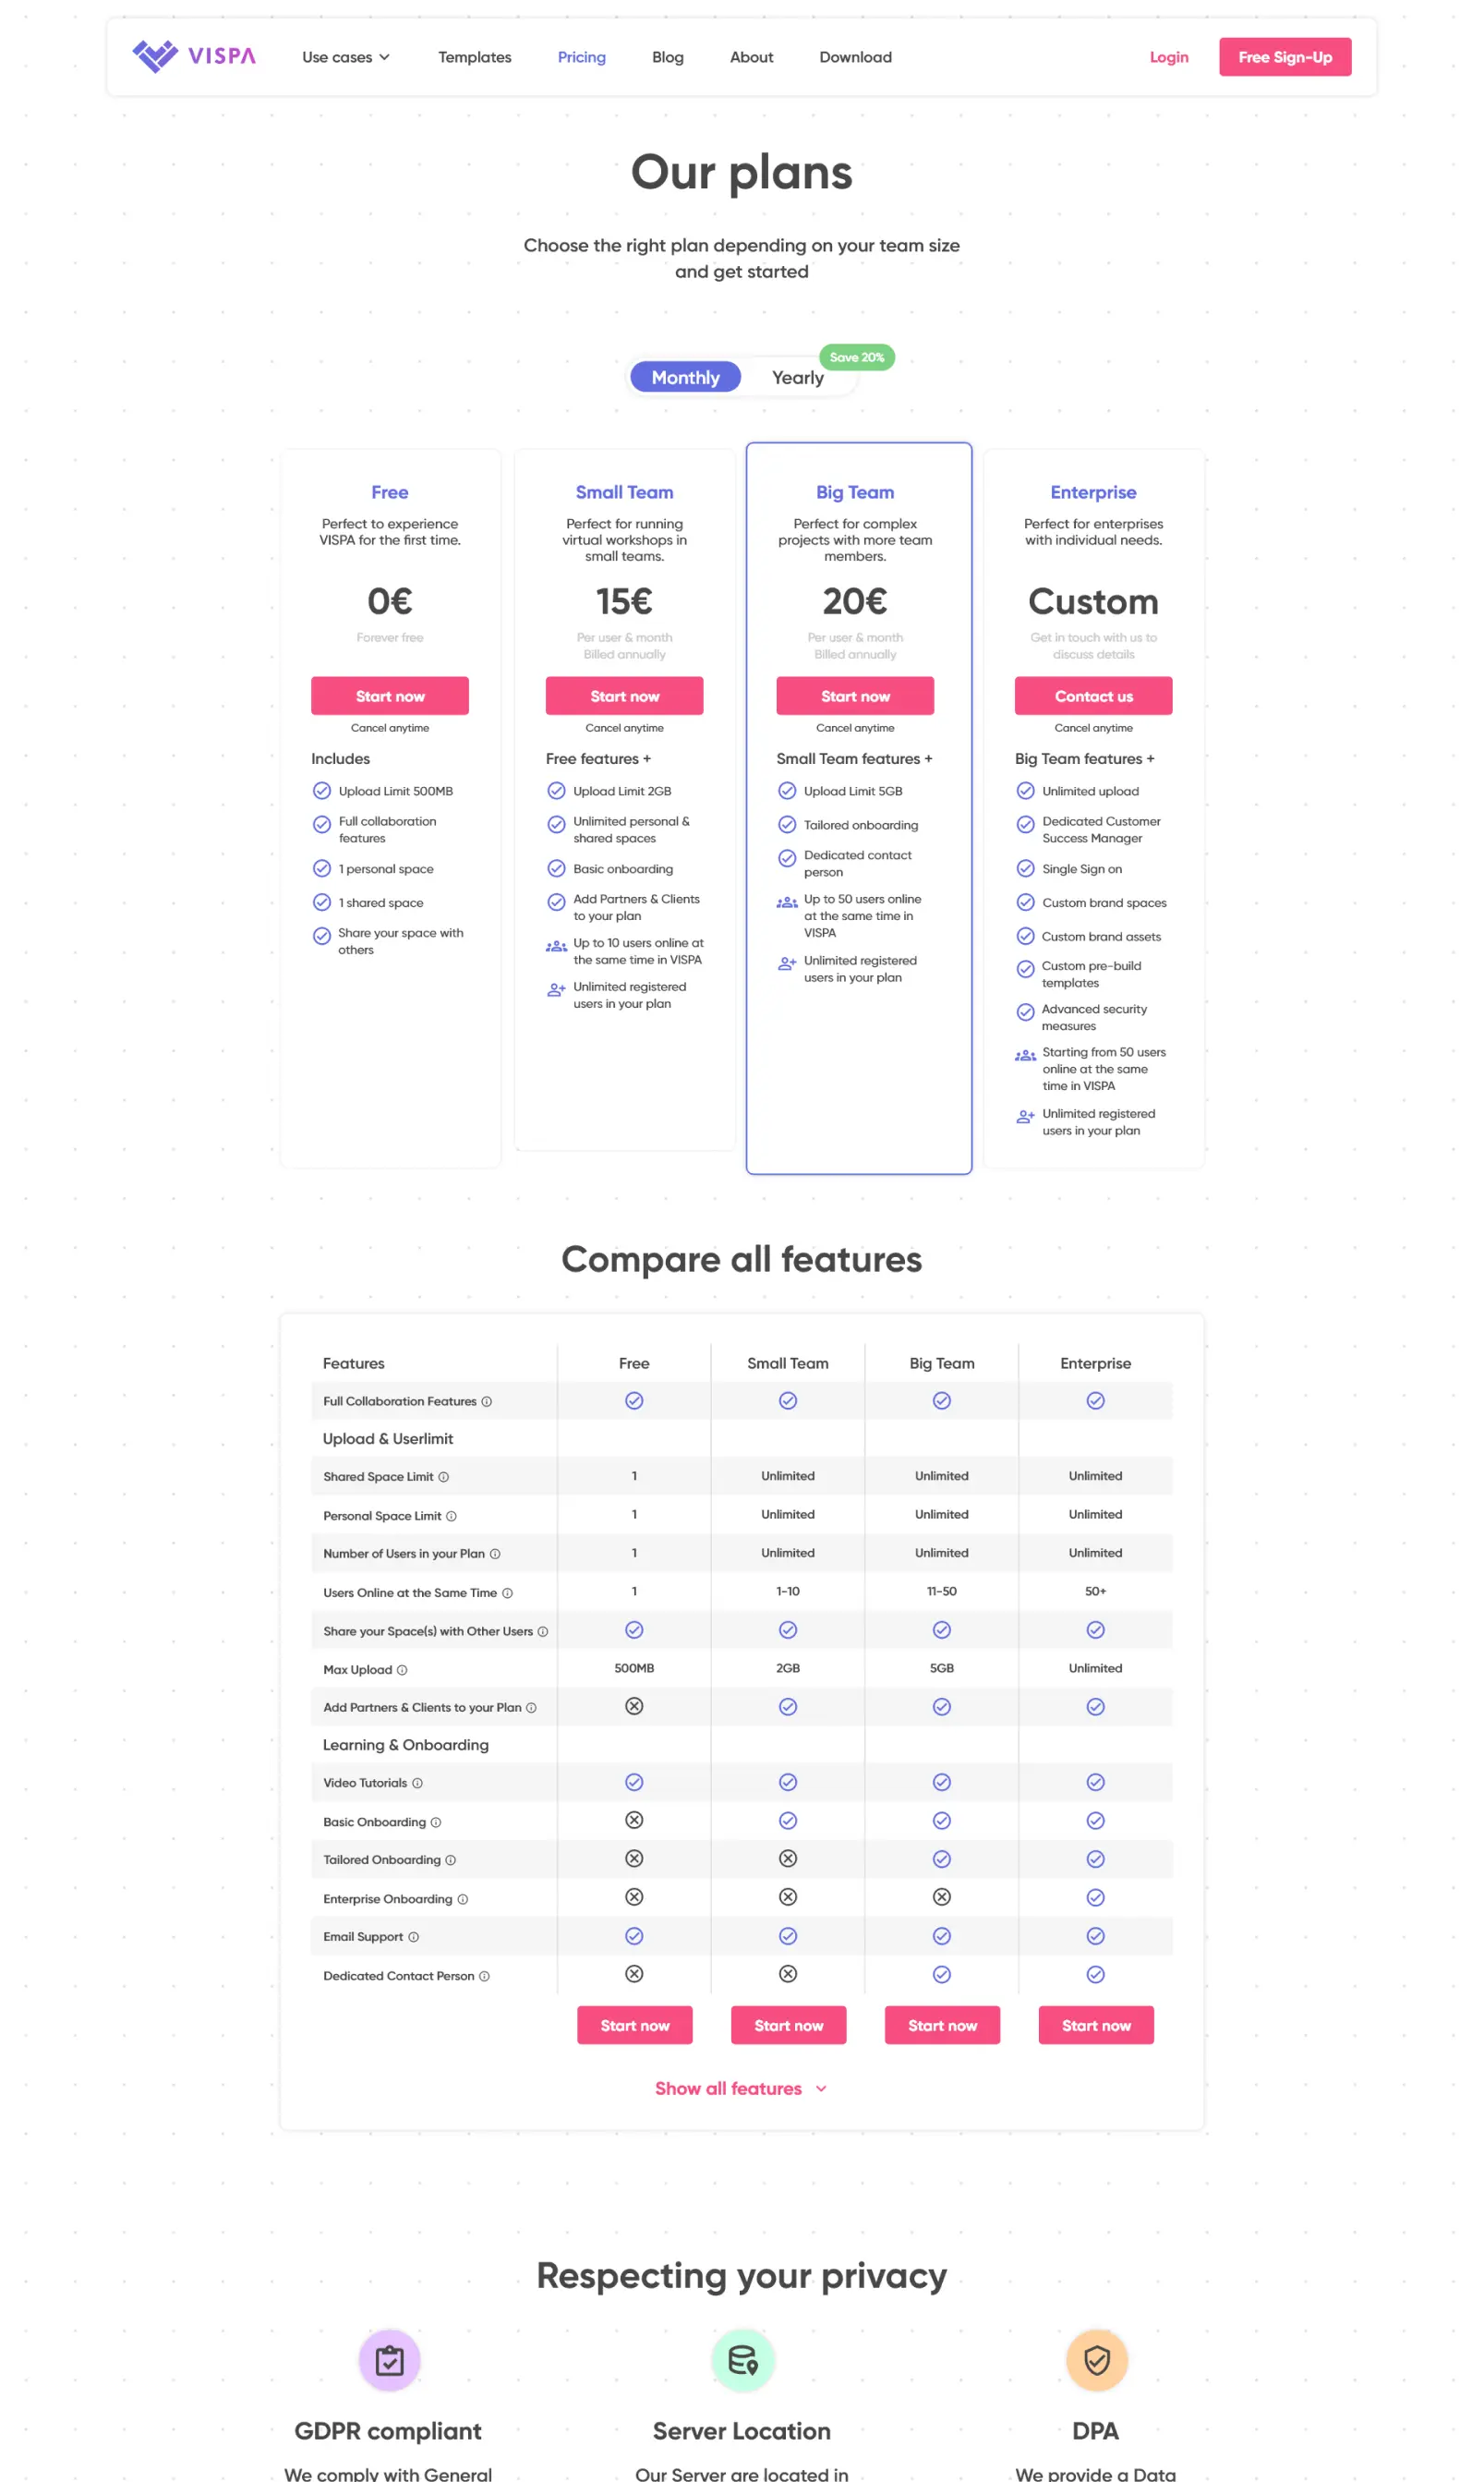 VISPA
Use cases
Templates
Pricing
Blog
About
Download
Login
Free Sign-Up
Our plans
Choose the right plan depending on your team size
and get started
Monthly
Yearly
Save 20%
Free
Perfect to experience
VISPA for the first time.
0€
Forever free
Start now
Cancel anytime
Includes
Upload Limit 500MB
Full collaboration
features
1 personal space
1 shared space
Share your space with
others
Small Team
Perfect for running
virtual workshops in
small teams.
15€
Per user & month
Billed annually
Start now
Cancel anytime
Free features +
Upload Limit 2GB
Unlimited personal &
shared spaces
Basic onboarding
Add Partners & Clients
to your plan
Up to 10 users online at
the same time in VISPA
Unlimited registered
users in your plan
Big Team
Perfect for complex
projects with more team
members.
20€
Per user & month
Billed annually
Start now
Cancel anytime
Small Team features +
Upload Limit 5GB
Tailored onboarding
Dedicated contact
person
Up to 50 users online
at the same time in
VISPA
Unlimited registered
users in your plan
Enterprise
Perfect for enterprises
with individual needs.
Custom
Get in touch with us to
discuss details
Contact us
Cancel anytime
Big Team features +
Unlimited upload
Dedicated Customer
Success Manager
Single Sign on
Custom brand spaces
Custom brand assets
Custom pre-build
templates
Advanced security
measures
Starting from 50 users
online at the same
time in VISPA
Unlimited registered
users in your plan
Compare all features
Features Free Small Team Big Team Enterprise
Full Collaboration Features
Upload & Userlimit
Shared Space Limit 1 Unlimited Unlimited Unlimited
Personal Space Limit 1 Unlimited Unlimited Unlimited
Number of Users in your Plan 1 Unlimited Unlimited Unlimited
Users Online at the Same Time 1 1-10 11-50 50+
Share your Space(s) with Other Users
Max Upload 500MB 2GB 5GB Unlimited
Add Partners & Clients to your Plan
Learning & Onboarding
Video Tutorials
Basic Onboarding
Tailored Onboarding
Enterprise Onboarding
Email Support
Dedicated Contact Person
Start now Start now Start now Start now
Show all features
Respecting your privacy
GDPR compliant
We comply with General
Server Location
Our Server are located in
DPA
We provide a Data